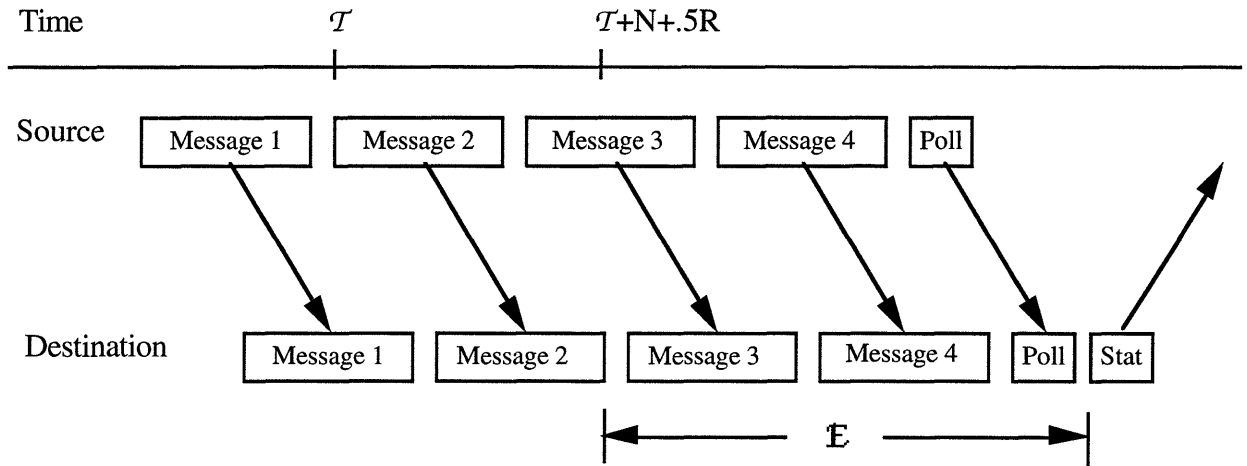 Time 𝒯 𝒯+N+.5R
Source Message 1 Message 2 Message 3 Message 4 Poll
Destination Message 1 Message 2 Message 3 Message 4 Poll Stat
𝔼